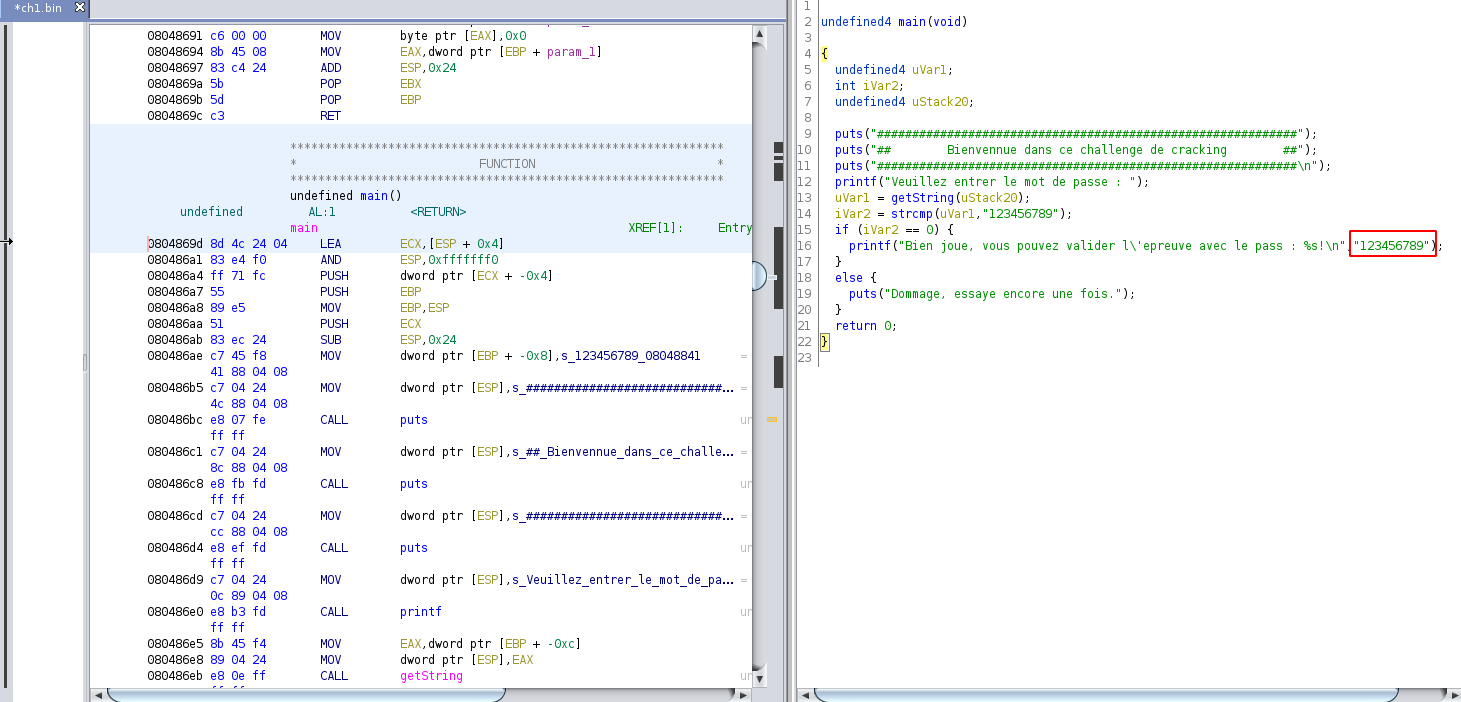 *ch1.bin
08048691 c6 00 00 MOV byte ptr [EAX],0x0
08048694 8b 45 08 MOV EAX,dword ptr [EBP + param_1]
08048697 83 c4 24 ADD ESP,0x24
0804869a 5b POP EBX
0804869b 5d POP EBP
0804869c c3 RET
**************************************************************
* FUNCTION *
**************************************************************
undefined main()
undefined AL:1 <RETURN>
main XREF[1]: Entry
0804869d 8d 4c 24 04 LEA ECX,[ESP + 0x4]
080486a1 83 e4 f0 AND ESP,0xfffffff0
080486a4 ff 71 fc PUSH dword ptr [ECX + -0x4]
080486a7 55 PUSH EBP
080486a8 89 e5 MOV EBP,ESP
080486aa 51 PUSH ECX
080486ab 83 ec 24 SUB ESP,0x24
080486ae c7 45 f8 MOV dword ptr [EBP + -0x8],s_123456789_08048841 =
41 88 04 08
080486b5 c7 04 24 MOV dword ptr [ESP],s_############################... =
4c 88 04 08
080486bc e8 07 fe CALL puts un
ff ff
080486c1 c7 04 24 MOV dword ptr [ESP],s_##_Bienvennue_dans_ce_challe... =
8c 88 04 08
080486c8 e8 fb fd CALL puts un
ff ff
080486cd c7 04 24 MOV dword ptr [ESP],s_############################... =
cc 88 04 08
080486d4 e8 ef fd CALL puts un
ff ff
080486d9 c7 04 24 MOV dword ptr [ESP],s_Veuillez_entrer_le_mot_de_pa... =
0c 89 04 08
080486e0 e8 b3 fd CALL printf un
ff ff
080486e5 8b 45 f4 MOV EAX,dword ptr [EBP + -0xc]
080486e8 89 04 24 MOV dword ptr [ESP],EAX
080486eb e8 0e ff CALL getString un
1
2 undefined4 main(void)
3
4 {
5 undefined4 uVar1;
6 int iVar2;
7 undefined4 uStack20;
8
9 puts("############################################################");
10 puts("##        Bienvennue dans ce challenge de cracking        ##");
11 puts("############################################################\n");
12 printf("Veuillez entrer le mot de passe : ");
13 uVar1 = getString(uStack20);
14 iVar2 = strcmp(uVar1,"123456789");
15 if (iVar2 == 0) {
16 printf("Bien joue, vous pouvez valider l\'epreuve avec le pass : %s!\n","123456789");
17 }
18 else {
19 puts("Dommage, essaye encore une fois.");
20 }
21 return 0;
22 }
23